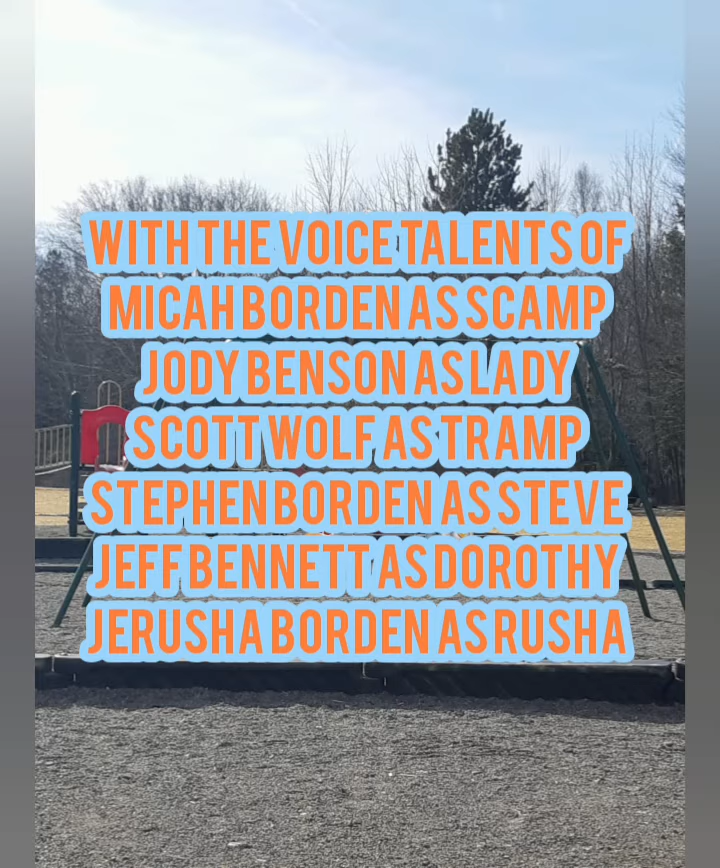 WITH THE VOICE TALENTS OF
MICAH BORDEN AS SCAMP
JODY BENSON AS LADY
SCOTT WOLF AS TRAMP
STEPHEN BORDEN AS STEVE
JEFF BENNETT AS DOROTHY
JERUSHA BORDEN AS RUSHA